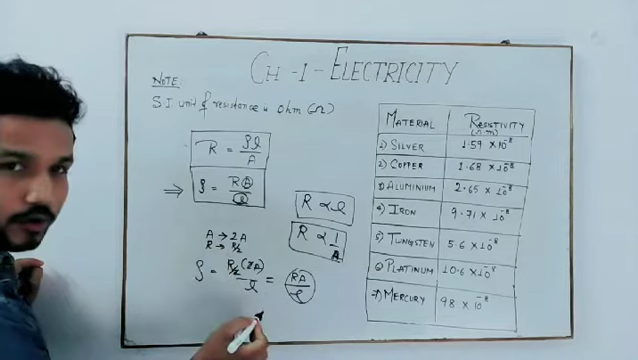 CH - 1 - ELECTRICITY
NOTE:
S.I unit of resistance is ohm (Ω)
R = ρl/A
⇒ ρ = RA/l
R ∝ l
R ∝ 1/A
A → 2A
R → R/2
ρ = R/2 (2A)/l = RA/l
MATERIAL RESISTIVITY (Ω m)
1) SILVER 1.59 × 10⁻⁸
2) COPPER 1.68 × 10⁻⁸
3) ALUMINIUM 2.65 × 10⁻⁸
4) IRON 9.71 × 10⁻⁸
5) TUNGSTEN 5.6 × 10⁻⁸
6) PLATINUM 10.6 × 10⁻⁸
7) MERCURY 98 × 10⁻⁸